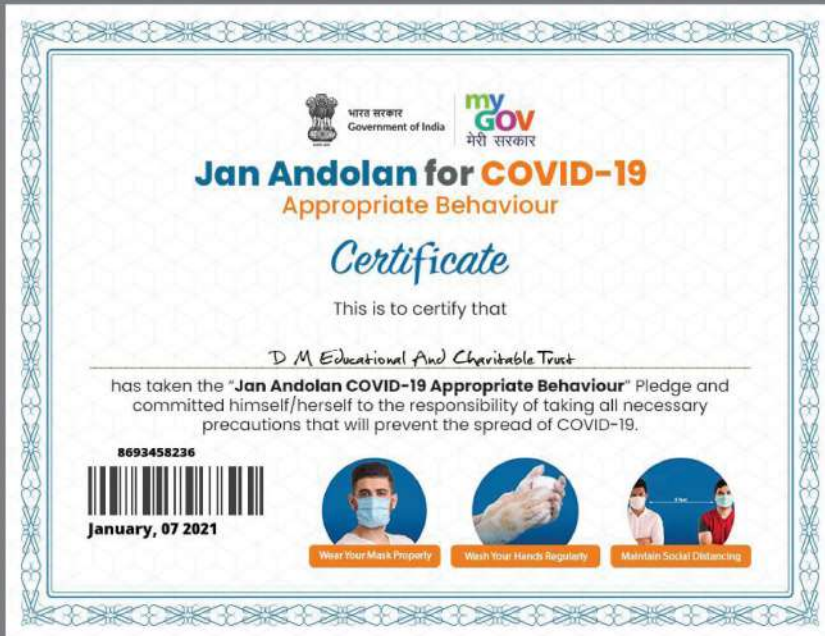 भारत सरकार
Government of India
my
GOV
मेरी सरकार
Jan Andolan for COVID-19
Appropriate Behaviour
Certificate
This is to certify that
D M Educational And Charitable Trust
has taken the "Jan Andolan COVID-19 Appropriate Behaviour" Pledge and
committed himself/herself to the responsibility of taking all necessary
precautions that will prevent the spread of COVID-19.
8693458236
January, 07 2021
Wear Your Mask Properly
Wash Your Hands Regularly
Maintain Social Distancing